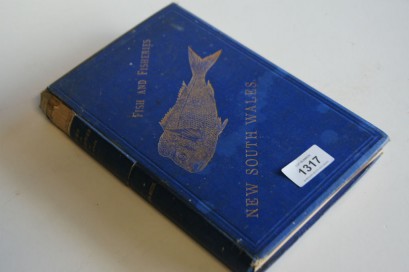 FISH AND FISHERIES
NEW SOUTH WALES.
1317